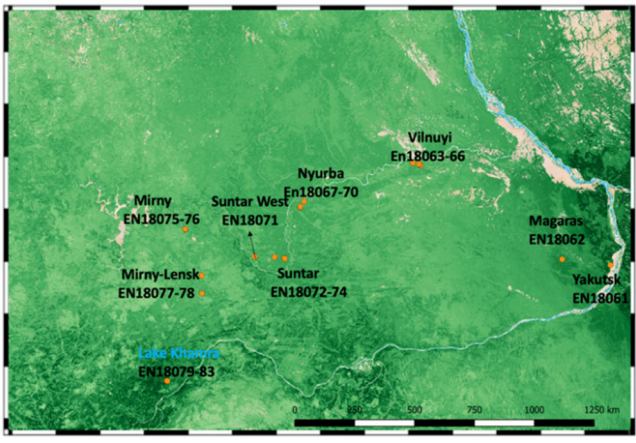 Vilnuyi
En18063-66
Nyurba
En18067-70
Mirny
EN18075-76
Suntar West
EN18071
Magaras
EN18062
Mirny-Lensk
EN18077-78
Suntar
EN18072-74
Yakutsk
EN18061
Lake Khamra
EN18079-83
0 250 500 750 1000 1250 km